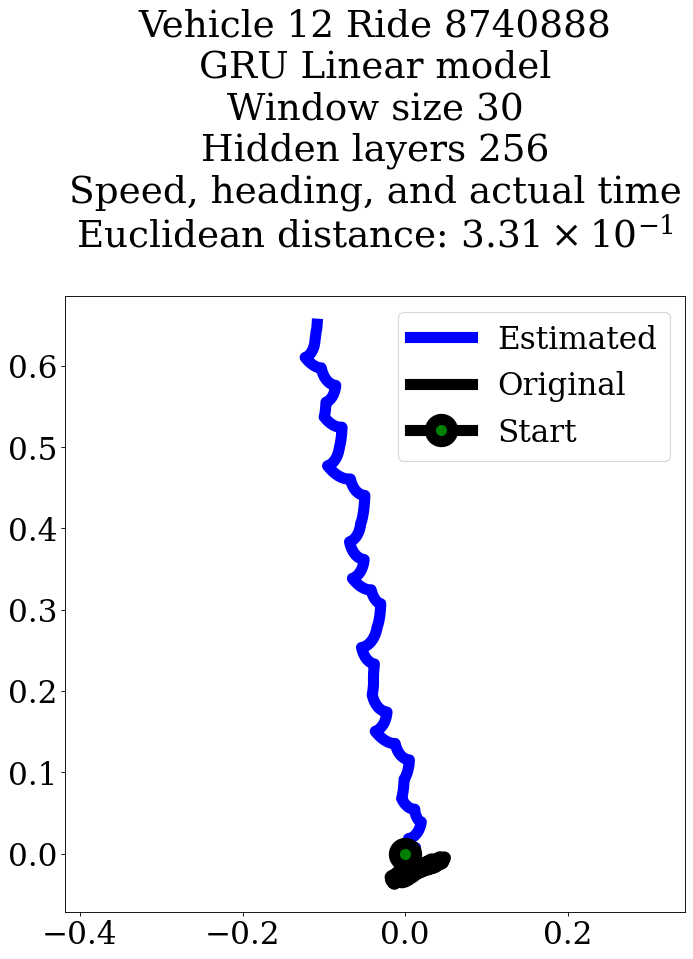 Vehicle 12 Ride 8740888
GRU Linear model
Window size 30
Hidden layers 256
Speed, heading, and actual time
Euclidean distance: 3.31 × 10⁻¹
Estimated
Original
Start
0.6
0.5
0.4
0.3
0.2
0.1
0.0
−0.4
−0.2
0.0
0.2